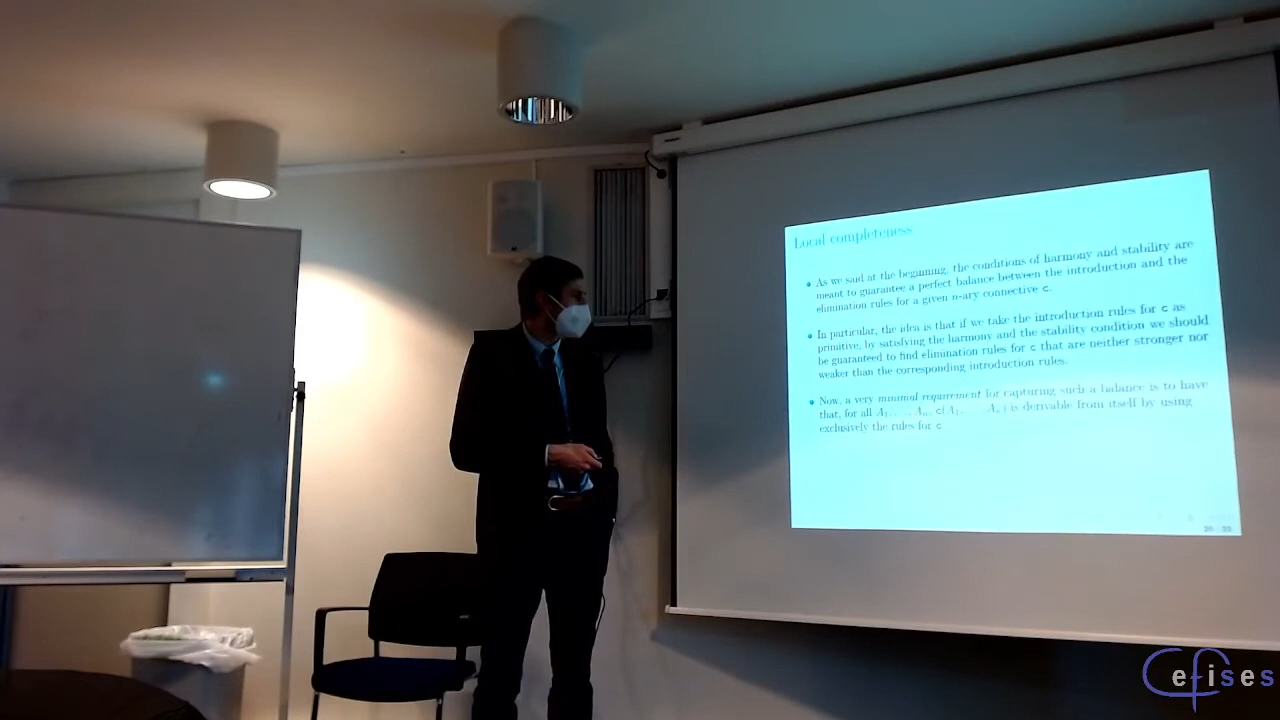 Local completeness
As we said at the beginning, the conditions of harmony and stability are
meant to guarantee a perfect balance between the introduction and the
elimination rules for a given n-ary connective c.
In particular, the idea is that if we take the introduction rules for c as
primitive, by satisfying the harmony and the stability condition we should
be guaranteed to find elimination rules for c that are neither stronger nor
weaker than the corresponding introduction rules.
Now, a very minimal requirement for capturing such a balance is to have
that, for all A₁, ..., Aₙ, c(A₁, ..., Aₙ) is derivable from itself by using
exclusively the rules for c
Cefises